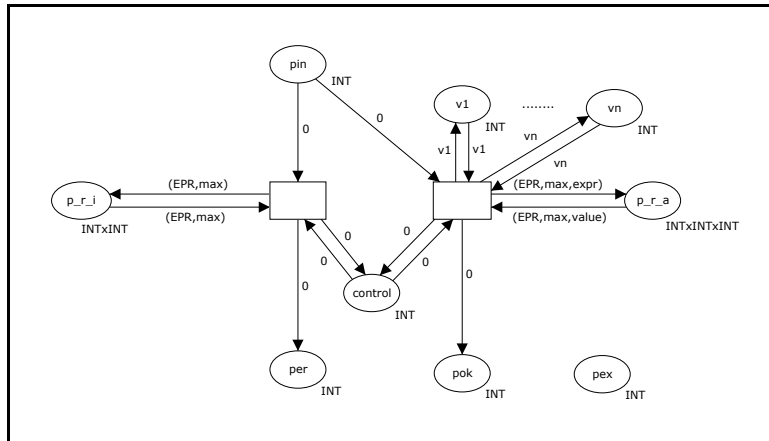 pin
INT
v1
INT
........
vn
INT
0
0
v1
v1
vn
vn
(EPR,max)
(EPR,max)
p_r_i
INTxINT
(EPR,max,expr)
(EPR,max,value)
p_r_a
INTxINTxINT
0
0
0
0
control
INT
0
0
per
INT
pok
INT
pex
INT